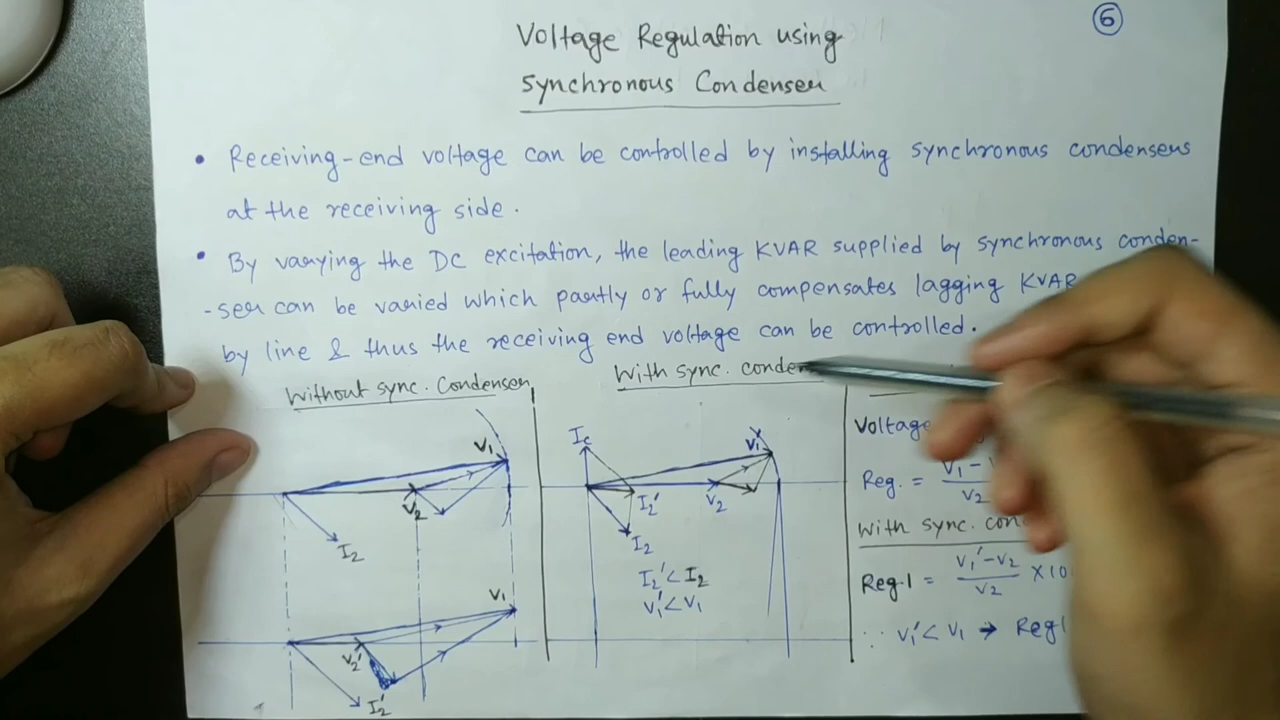 6
Voltage Regulation using
Synchronous Condenser
• Receiving-end voltage can be controlled by installing synchronous condensers
at the receiving side.
• By varying the DC excitation, the leading KVAR supplied by synchronous conden-
-ser can be varied which partly or fully compensates lagging KVAR
by line & thus the receiving end voltage can be controlled.
Without sync. Condenser
With sync. conden
V1
V2
I2
V1
V2'
I2'
Ic
V1
I2'
V2
I2
I2' < I2
V1' < V1
Voltage
Reg. = V1 -
V2
With sync. con
Reg.1 = V1' - V2 X 10
V2
∴ V1' < V1 → Reg1